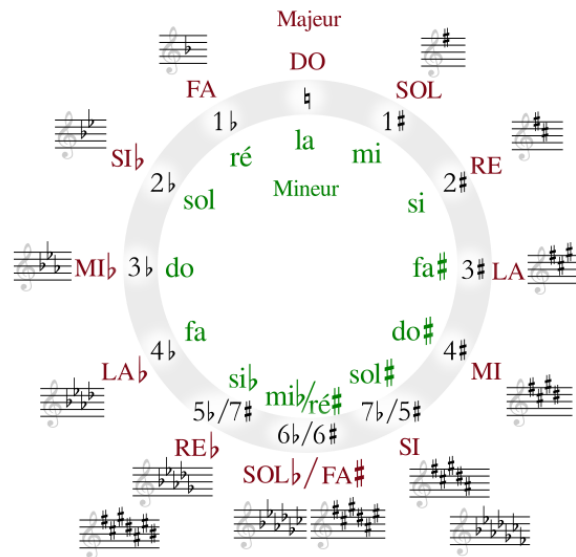 Majeur
DO
FA
SOL
♮
1♭
1♯
la
ré
mi
SI♭
RE
2♭
2♯
Mineur
sol
si
MI♭
3♭
do
fa♯
3♯
LA
fa
do♯
4♭
4♯
LA♭
MI
si♭
sol♯
mi♭/ré♯
5♭/7♯
7♭/5♯
6♭/6♯
RE♭
SI
SOL♭/FA♯